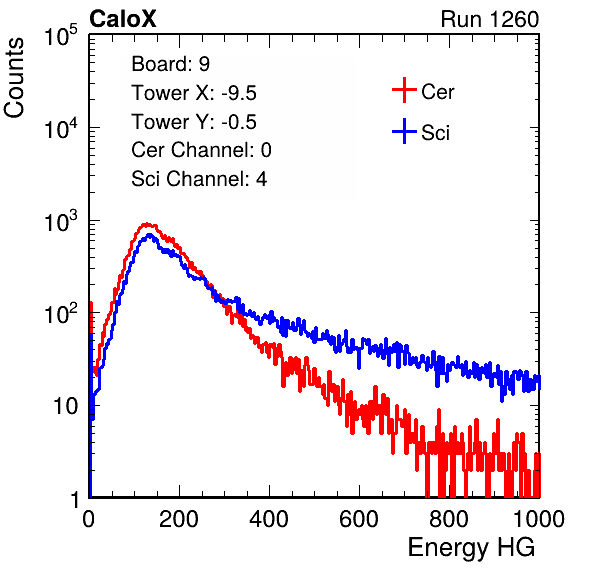 CaloX Run 1260
Counts
10^5
10^4
10^3
10^2
10
1
Board: 9
Tower X: -9.5
Tower Y: -0.5
Cer Channel: 0
Sci Channel: 4
Cer
Sci
0 200 400 600 800 1000
Energy HG